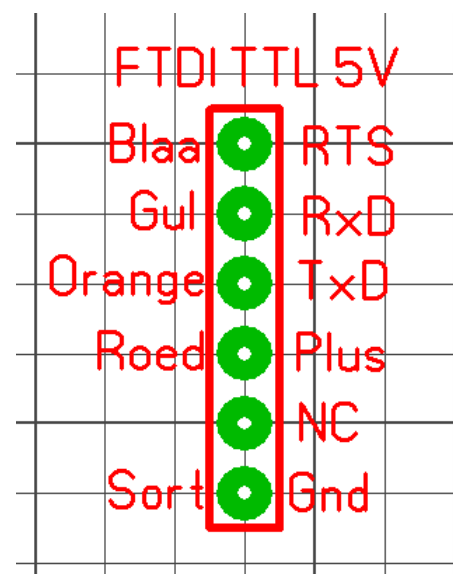 FTDI TTL 5V
Blaa RTS
Gul RxD
Orange TxD
Roed Plus
NC
Sort Gnd